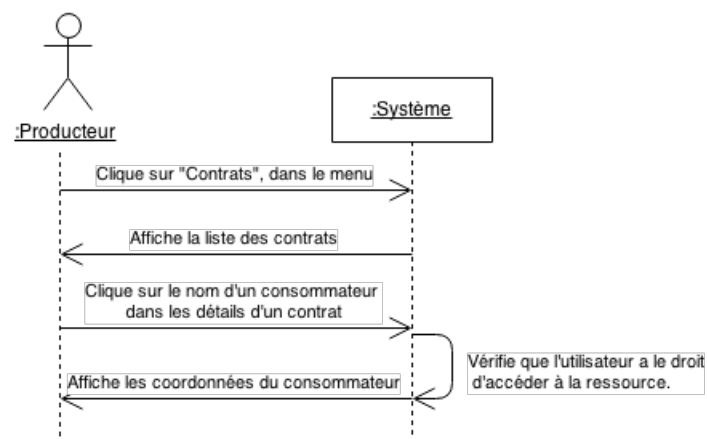 :Producteur
:Système
Clique sur "Contrats", dans le menu
Affiche la liste des contrats
Clique sur le nom d'un consommateur
dans les détails d'un contrat
Vérifie que l'utilisateur a le droit
d'accéder à la ressource.
Affiche les coordonnées du consommateur